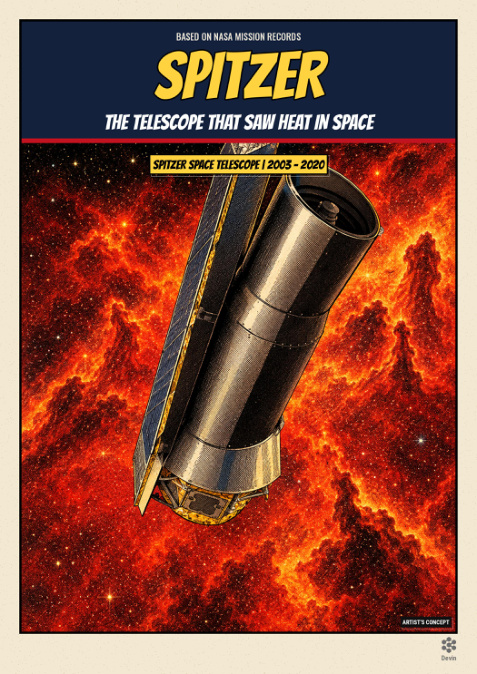 BASED ON NASA MISSION RECORDS
SPITZER
THE TELESCOPE THAT SAW HEAT IN SPACE
SPITZER SPACE TELESCOPE | 2003 - 2020
ARTIST'S CONCEPT
Devin